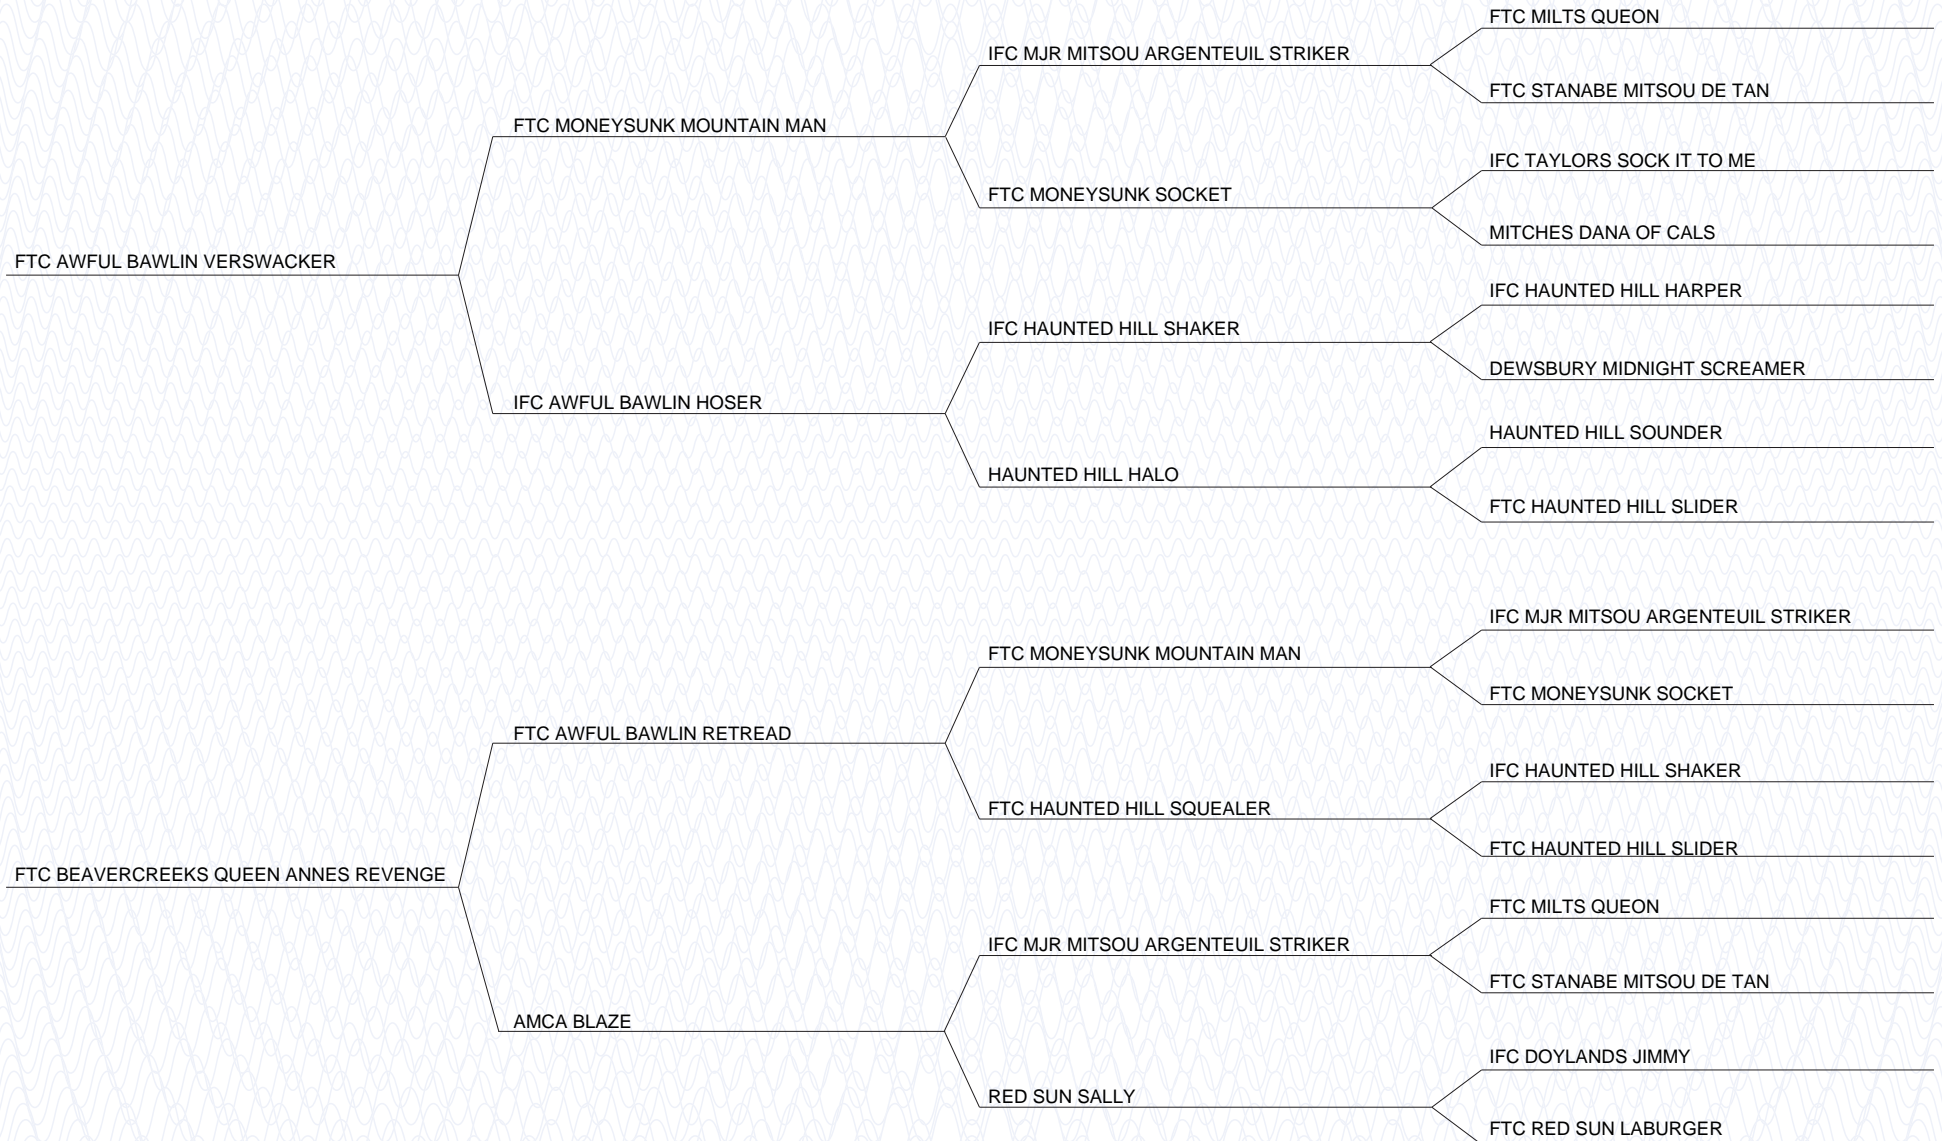 FTC MILTS QUEON
IFC MJR MITSOU ARGENTEUIL STRIKER
FTC STANABE MITSOU DE TAN
FTC MONEYSUNK MOUNTAIN MAN
IFC TAYLORS SOCK IT TO ME
FTC MONEYSUNK SOCKET
MITCHES DANA OF CALS
FTC AWFUL BAWLIN VERSWACKER
IFC HAUNTED HILL HARPER
IFC HAUNTED HILL SHAKER
DEWSBURY MIDNIGHT SCREAMER
IFC AWFUL BAWLIN HOSER
HAUNTED HILL SOUNDER
HAUNTED HILL HALO
FTC HAUNTED HILL SLIDER
IFC MJR MITSOU ARGENTEUIL STRIKER
FTC MONEYSUNK MOUNTAIN MAN
FTC MONEYSUNK SOCKET
FTC AWFUL BAWLIN RETREAD
IFC HAUNTED HILL SHAKER
FTC HAUNTED HILL SQUEALER
FTC HAUNTED HILL SLIDER
FTC BEAVERCREEKS QUEEN ANNES REVENGE
FTC MILTS QUEON
IFC MJR MITSOU ARGENTEUIL STRIKER
FTC STANABE MITSOU DE TAN
AMCA BLAZE
IFC DOYLANDS JIMMY
RED SUN SALLY
FTC RED SUN LABURGER